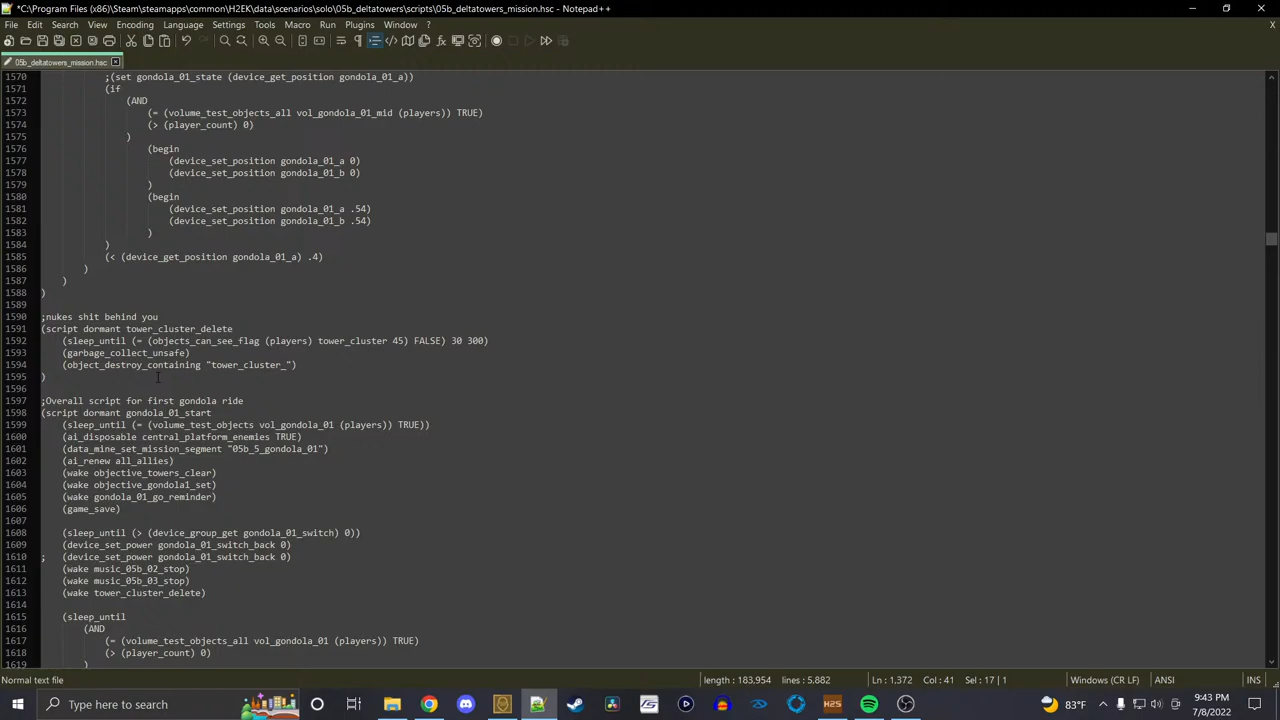 *C:\Program Files (x86)\Steam\steamapps\common\H2EK\data\scenarios\solo\05b_deltatowers\scripts\05b_deltatowers_mission.hsc - Notepad++
File Edit Search View Encoding Language Settings Tools Macro Run Plugins Window ?
05b_deltatowers_mission.hsc
1570 ;(set gondola_01_state (device_get_position gondola_01_a))
1571 (if
1572 (AND
1573 (= (volume_test_objects_all vol_gondola_01_mid (players)) TRUE)
1574 (> (player_count) 0)
1575 )
1576 (begin
1577 (device_set_position gondola_01_a 0)
1578 (device_set_position gondola_01_b 0)
1579 )
1580 (begin
1581 (device_set_position gondola_01_a .54)
1582 (device_set_position gondola_01_b .54)
1583 )
1584 )
1585 (< (device_get_position gondola_01_a) .4)
1586 )
1587 )
1588 )
1589
1590 ;nukes shit behind you
1591 (script dormant tower_cluster_delete
1592 (sleep_until (= (objects_can_see_flag (players) tower_cluster 45) FALSE) 30 300)
1593 (garbage_collect_unsafe)
1594 (object_destroy_containing "tower_cluster_")
1595 )
1596
1597 ;Overall script for first gondola ride
1598 (script dormant gondola_01_start
1599 (sleep_until (= (volume_test_objects vol_gondola_01 (players)) TRUE))
1600 (ai_disposable central_platform_enemies TRUE)
1601 (data_mine_set_mission_segment "05b_5_gondola_01")
1602 (ai_renew all_allies)
1603 (wake objective_towers_clear)
1604 (wake objective_gondola1_set)
1605 (wake gondola_01_go_reminder)
1606 (game_save)
1607
1608 (sleep_until (> (device_group_get gondola_01_switch) 0))
1609 (device_set_power gondola_01_switch_back 0)
1610 ; (device_set_power gondola_01_switch_back 0)
1611 (wake music_05b_02_stop)
1612 (wake music_05b_03_stop)
1613 (wake tower_cluster_delete)
1614
1615 (sleep_until
1616 (AND
1617 (= (volume_test_objects_all vol_gondola_01 (players)) TRUE)
1618 (> (player_count) 0)
1619 )
Normal text file length : 183,954 lines : 5,882 Ln : 1,372 Col : 41 Sel : 17 | 1 Windows (CR LF) ANSI INS
Type here to search 83°F 9:43 PM
7/8/2022